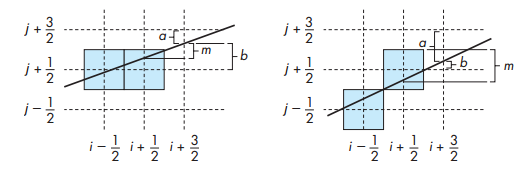 j + 3/2
a
m
b
j + 1/2
j − 1/2
i − 1/2 i + 1/2 i + 3/2
j + 3/2
a
b
m
j + 1/2
j − 1/2
i − 1/2 i + 1/2 i + 3/2